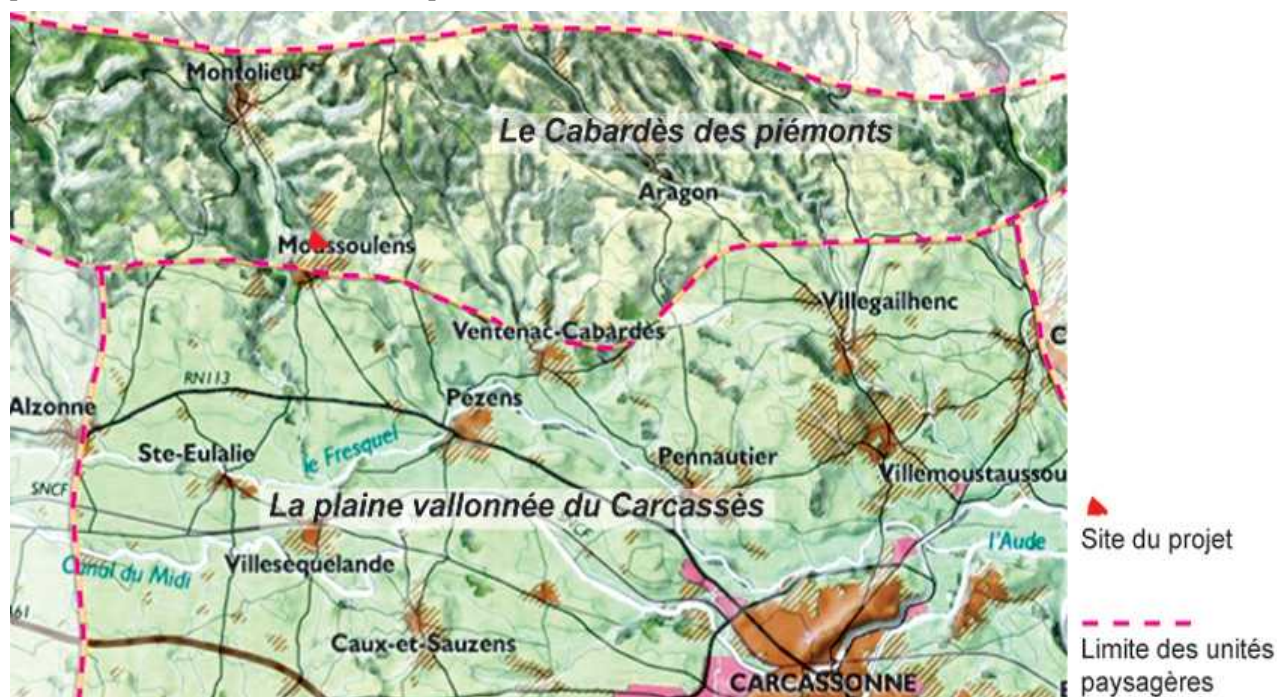 Montolieu
Le Cabardès des piémonts
Aragon
Moussoulens
Villegailhenc
Ventenac-Cabardès
RN113
Pezens
Alzonne
le Fresquel
Ste-Eulalie
Pennautier
Villemoustaussou
SNCF
La plaine vallonnée du Carcassès
SNCF
l'Aude
Site du projet
Villesèquelande
Canal du Midi
Caux-et-Sauzens
Limite des unités
paysagères
CARCASSONNE